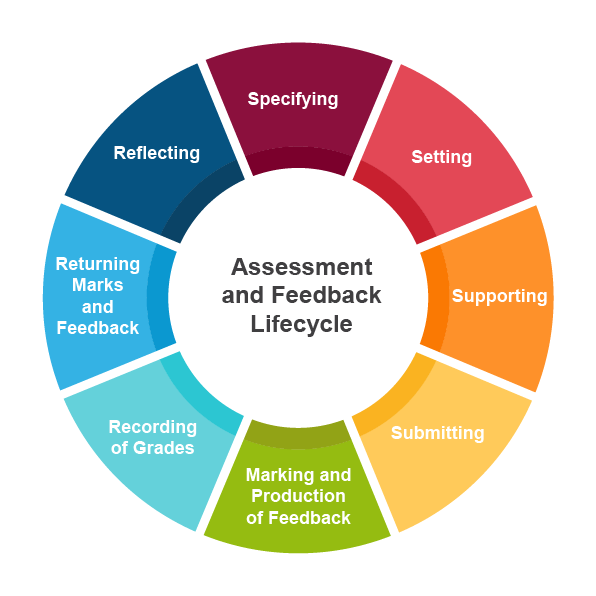 Assessment
and Feedback
Lifecycle
Specifying
Setting
Supporting
Submitting
Marking and
Production
of Feedback
Recording
of Grades
Returning
Marks
and
Feedback
Reflecting